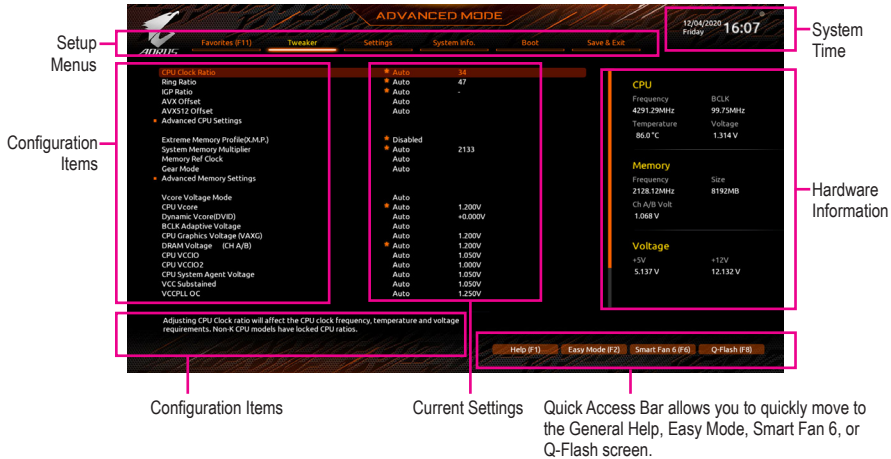 ADVANCED MODE
12/04/2020
Friday
16:07
System
Time
Setup
Menus
AORUS
Favorites (F11) Tweaker Settings System Info. Boot Save & Exit
CPU Clock Ratio Auto 34
Ring Ratio Auto 47
IGP Ratio Auto -
AVX Offset Auto
AVX512 Offset Auto
Advanced CPU Settings
Extreme Memory Profile(X.M.P.) Disabled
System Memory Multiplier Auto 2133
Memory Ref Clock Auto
Gear Mode Auto
Advanced Memory Settings
Vcore Voltage Mode Auto
CPU Vcore Auto 1.200V
Dynamic Vcore(DVID) Auto +0.000V
BCLK Adaptive Voltage Auto
CPU Graphics Voltage (VAXG) Auto 1.200V
DRAM Voltage (CH A/B) Auto 1.200V
CPU VCCIO Auto 1.050V
CPU VCCIO2 Auto 1.000V
CPU System Agent Voltage Auto 1.050V
VCC Substained Auto 1.050V
VCCPLL OC Auto 1.250V
Configuration
Items
CPU
Frequency BCLK
4291.29MHz 99.75MHz
Temperature Voltage
86.0 °C 1.314 V
Memory
Frequency Size
2128.12MHz 8192MB
Ch A/B Volt
1.068 V
Voltage
+5V +12V
5.137 V 12.132 V
Hardware
Information
Adjusting CPU Clock ratio will affect the CPU clock frequency, temperature and voltage
requirements. Non-K CPU models have locked CPU ratios.
Help (F1) Easy Mode (F2) Smart Fan 6 (F6) Q-Flash (F8)
Configuration Items
Current Settings
Quick Access Bar allows you to quickly move to
the General Help, Easy Mode, Smart Fan 6, or
Q-Flash screen.